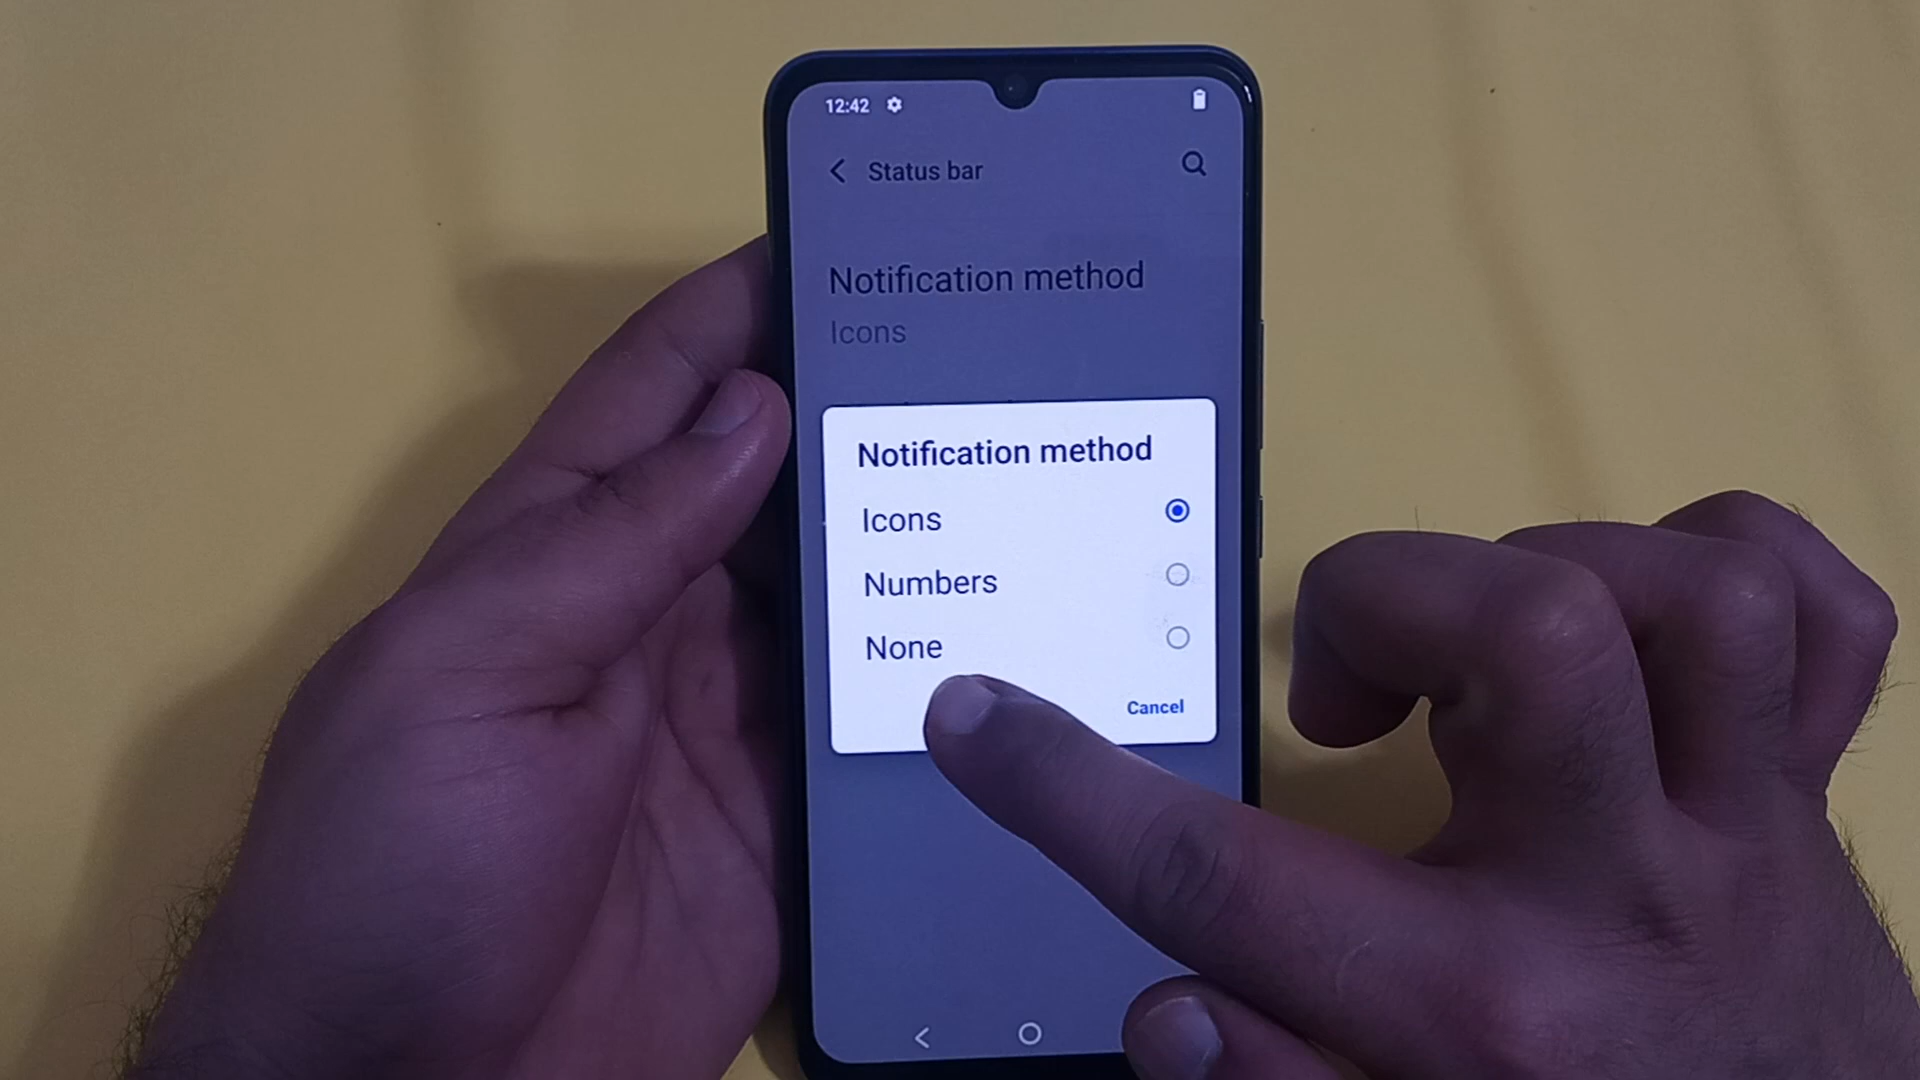 12:42
Status bar
Notification method
Icons
Notification method
Icons
Numbers
None
Cancel